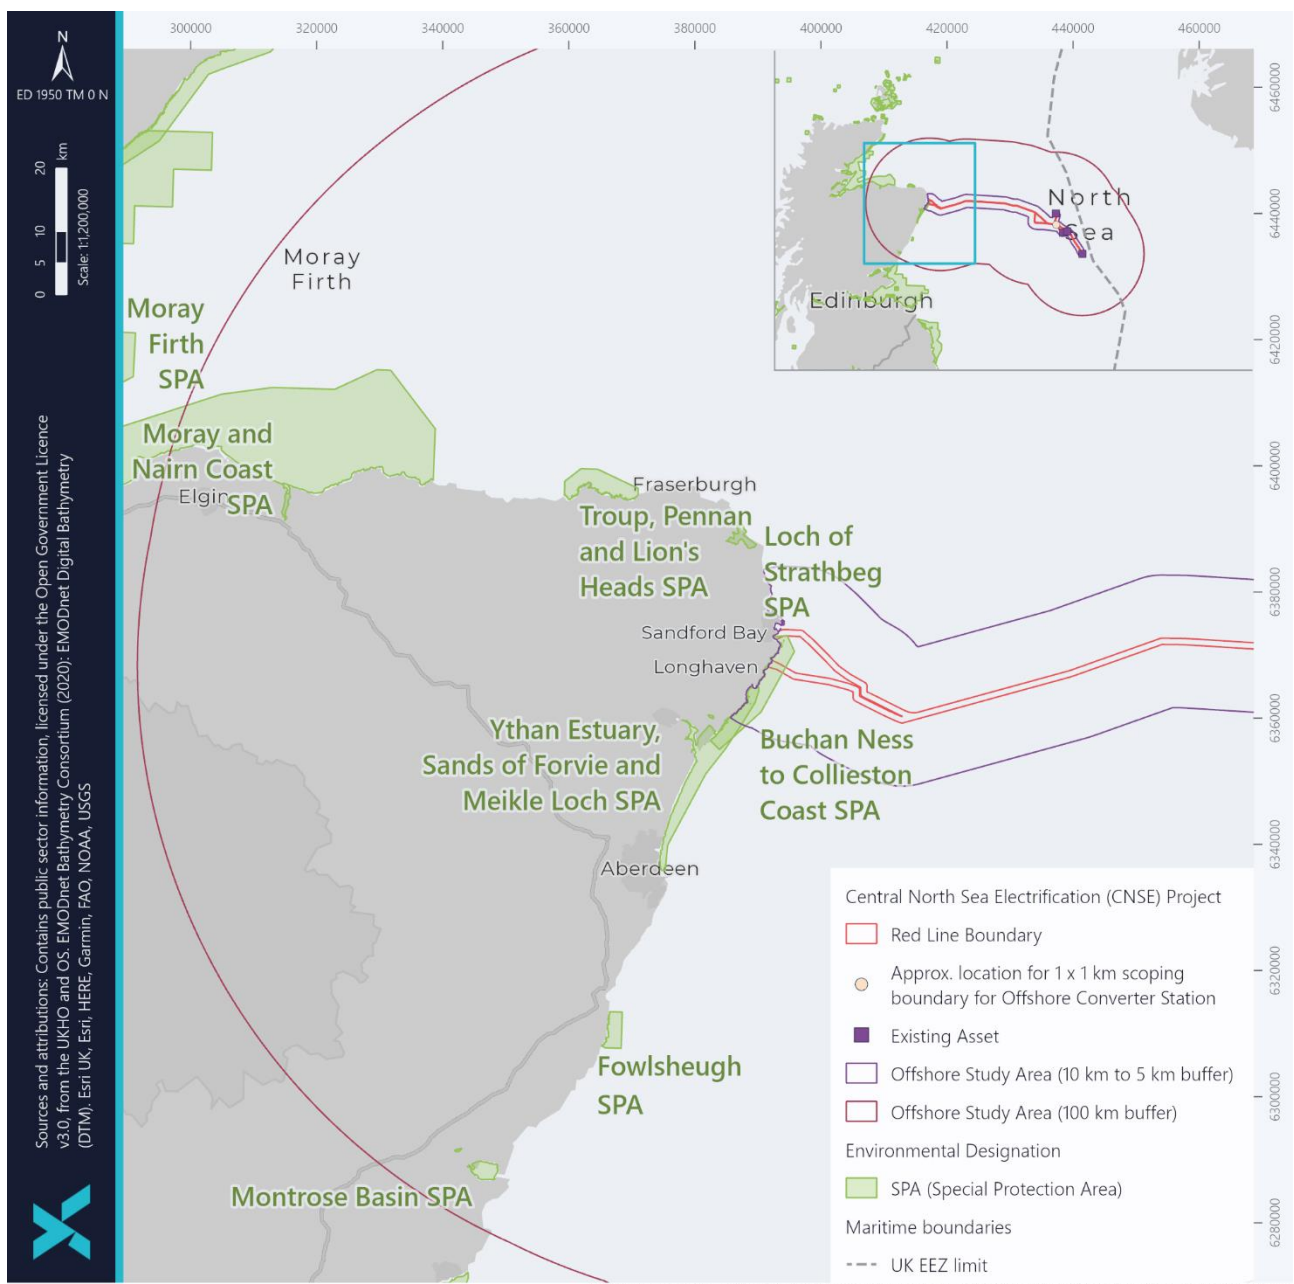 300000
320000
340000
360000
380000
400000
420000
440000
460000
N
ED 1950 TM 0 N
km
20
10
5
0
Scale: 1:1,200,000
Sources and attributions: Contains public sector information, licensed under the Open Government Licence
v3.0, from the UKHO and OS. EMODnet Bathymetry Consortium (2020): EMODnet Digital Bathymetry
(DTM). Esri UK, Esri, HERE, Garmin, FAO, NOAA, USGS
North
Sea
Edinburgh
Moray
Firth
Moray
Firth
SPA
Moray and
Nairn Coast
SPA
Elgin
Fraserburgh
Troup, Pennan
and Lion's
Heads SPA
Loch of
Strathbeg
SPA
Sandford Bay
Longhaven
Ythan Estuary,
Sands of Forvie and
Meikle Loch SPA
Buchan Ness
to Collieston
Coast SPA
Aberdeen
Fowlsheugh
SPA
Montrose Basin SPA
6460000
6440000
6420000
6400000
6380000
6360000
6340000
6320000
6300000
6280000
Central North Sea Electrification (CNSE) Project
Red Line Boundary
Approx. location for 1 x 1 km scoping
boundary for Offshore Converter Station
Existing Asset
Offshore Study Area (10 km to 5 km buffer)
Offshore Study Area (100 km buffer)
Environmental Designation
SPA (Special Protection Area)
Maritime boundaries
UK EEZ limit